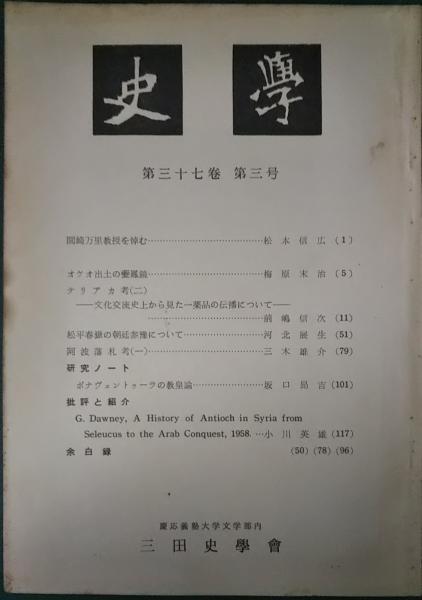 史 學
第三十七卷 第三号
間崎万里教授を悼む……………………………松本信広 (1)
オケオ出土の夔鳳鏡……………………………梅原末治 (5)
テリアカ考(二)
——文化交流史上から見た一薬品の伝播について——
……………………………前嶋信次 (11)
松平春嶽の朝廷参豫について……………………河北展生 (51)
阿波藩札考(一)……………………………三木雄介 (79)
研究ノート
ボナヴェントゥーラの教皇論……………………坂口昂吉 (101)
批評と紹介
G. Dawney, A History of Antioch in Syria from
Seleucus to the Arab Conquest, 1958. …小川英雄 (117)
余白録 (50) (78) (96)
慶応義塾大学文学部内
三田史學會